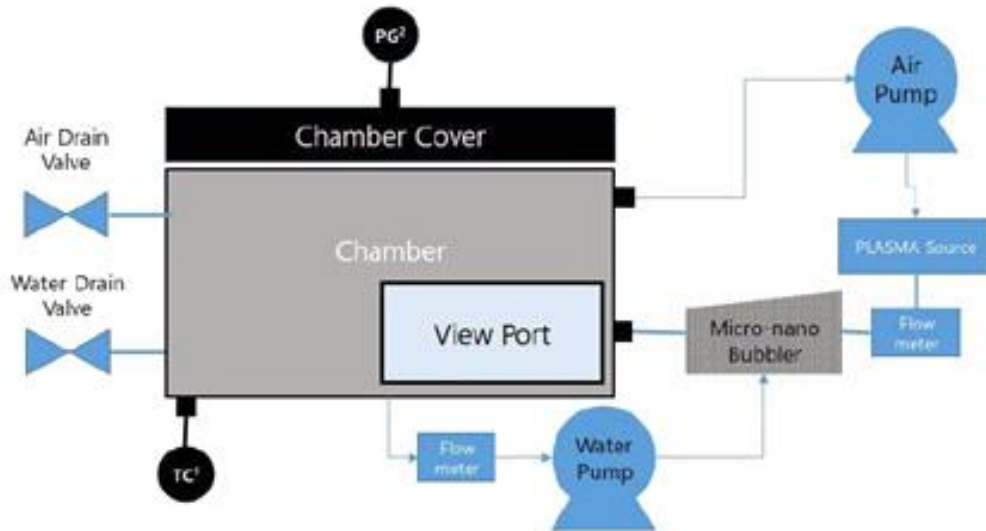 PG²
Air
Pump
Chamber Cover
Air Drain
Valve
Chamber
PLASMA Source
Water Drain
Valve
View Port
Micro-nano
Bubbler
Flow
meter
Flow
meter
Water
Pump
TC¹